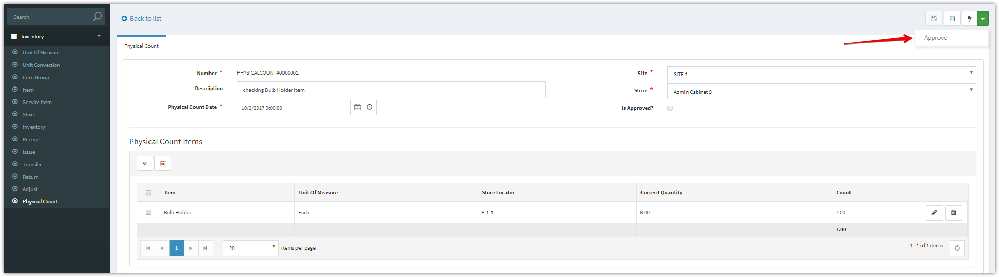 Search
Inventory
Unit Of Measure
Unit Conversion
Item Group
Item
Service Item
Store
Inventory
Receipt
Issue
Transfer
Return
Adjust
Physical Count
Back to list
Approve
Physical Count
Number * PHYSICALCOUNT#0000001
Description checking Bulb Holder Item
Physical Count Date * 10/2/2017 0:00:00
Site * SITE 1
Store * Admin Cabinet 9
Is Approved?
Physical Count Items
Item Unit Of Measure Store Locator Current Quantity Count
Bulb Holder Each B-1-1 6.00 7.00
7.00
1 20 items per page 1 - 1 of 1 items